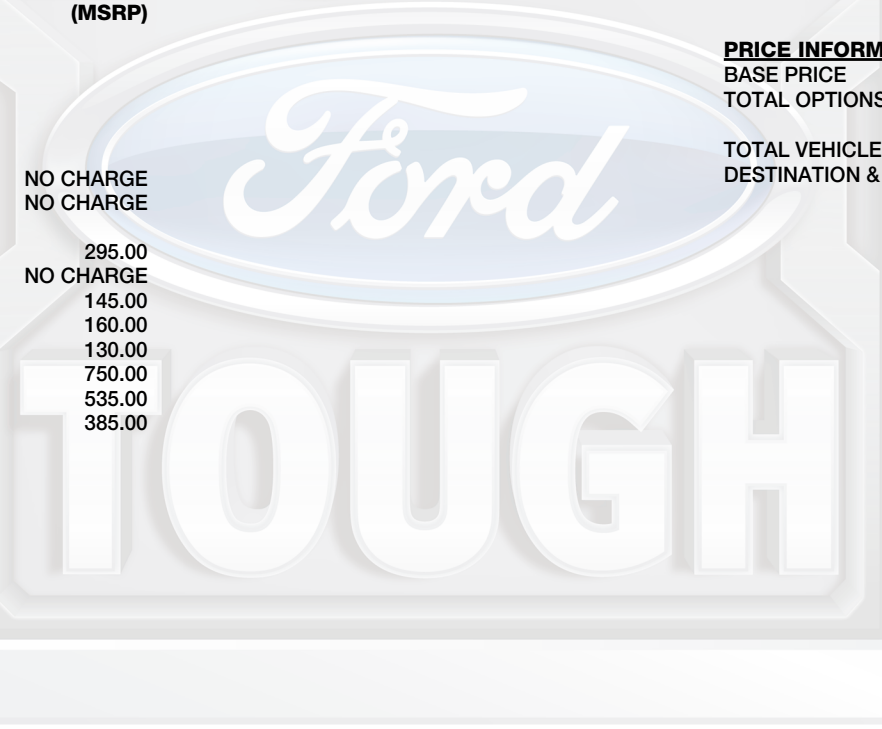 (MSRP)
NO CHARGE
NO CHARGE
295.00
NO CHARGE
145.00
160.00
130.00
750.00
535.00
385.00
PRICE INFORM
BASE PRICE
TOTAL OPTIONS
TOTAL VEHICLE
DESTINATION &
Ford
TOUGH